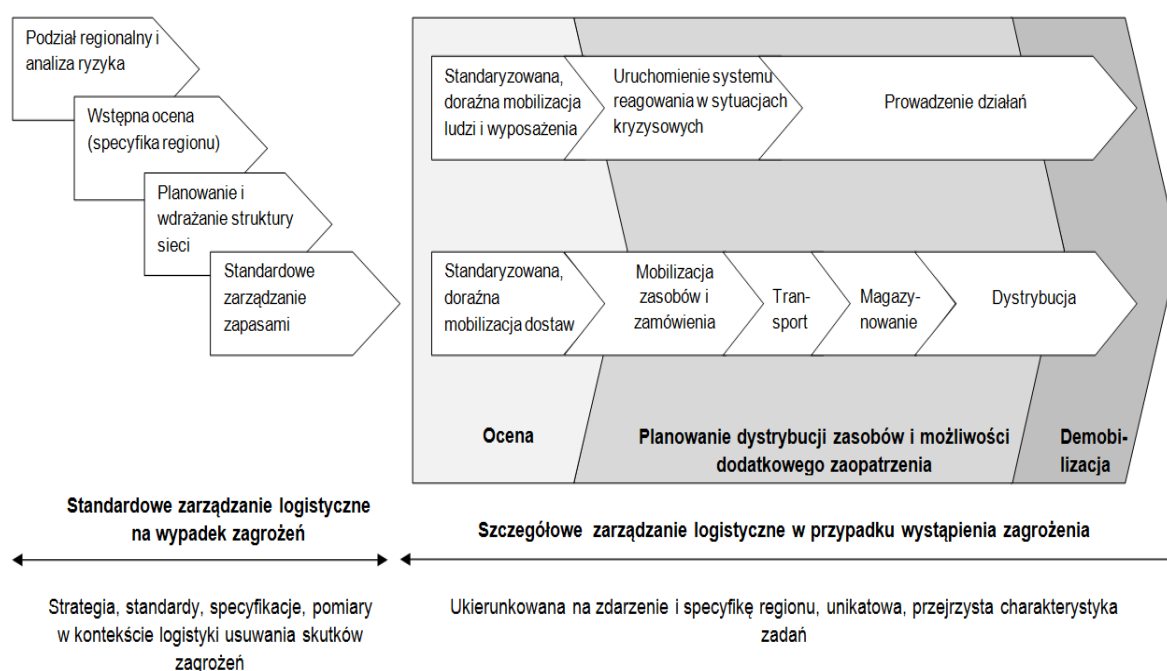 Podział regionalny i
analiza ryzyka
Wstępna ocena
(specyfika regionu)
Planowanie i
wdrażanie struktury
sieci
Standardowe
zarządzanie
zapasami
Standaryzowana,
doraźna mobilizacja
ludzi i wyposażenia
Uruchomienie systemu
reagowania w sytuacjach
kryzysowych
Prowadzenie działań
Standaryzowana,
doraźna
mobilizacja dostaw
Mobilizacja
zasobów i
zamówienia
Tran-
sport
Magazy-
nowanie
Dystrybucja
Ocena
Planowanie dystrybucji zasobów i możliwości
dodatkowego zaopatrzenia
Demobi-
lizacja
Standardowe zarządzanie logistyczne
na wypadek zagrożeń
Szczegółowe zarządzanie logistyczne w przypadku wystąpienia zagrożenia
Strategia, standardy, specyfikacje, pomiary
w kontekście logistyki usuwania skutków
zagrożeń
Ukierunkowana na zdarzenie i specyfikę regionu, unikatowa, przejrzysta charakterystyka
zadań